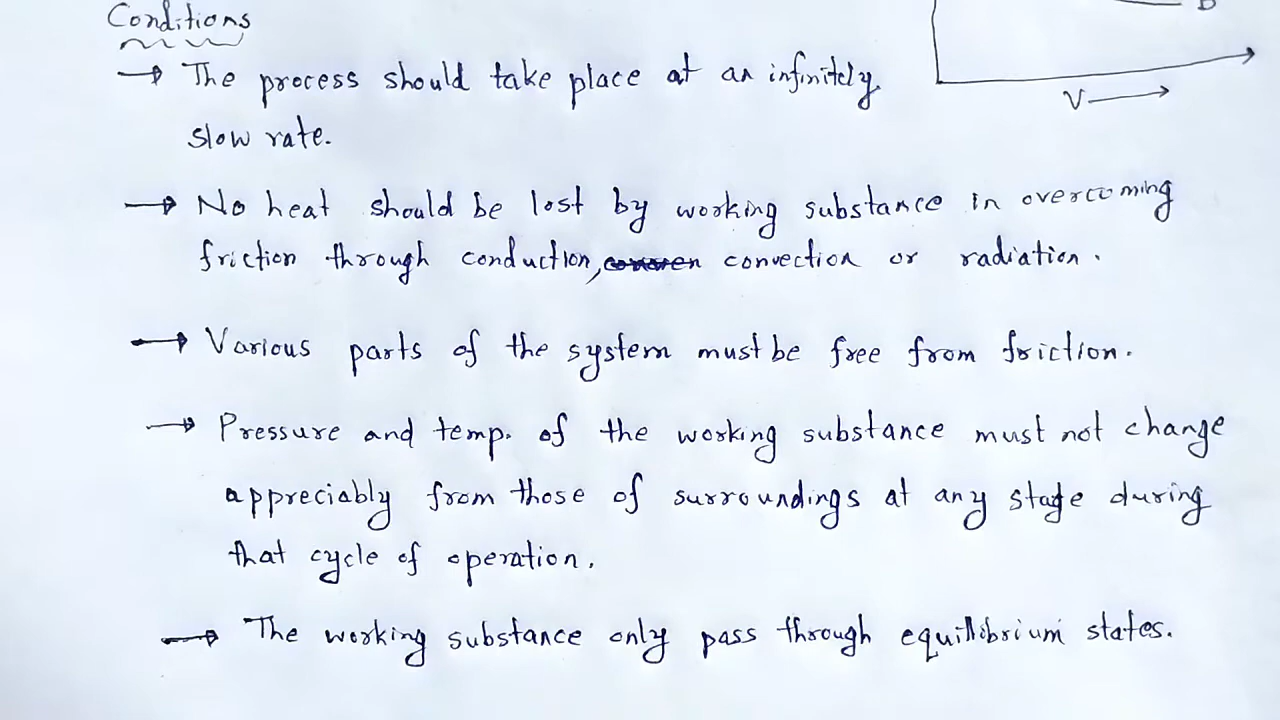 Conditions
B
V
→ The process should take place at an infinitely
slow rate.
→ No heat should be lost by working substance in overcoming
friction through conduction, convection or radiation.
→ Various parts of the system must be free from friction.
→ Pressure and temp. of the working substance must not change
appreciably from those of surroundings at any stage during
that cycle of operation.
→ The working substance only pass through equillibrium states.